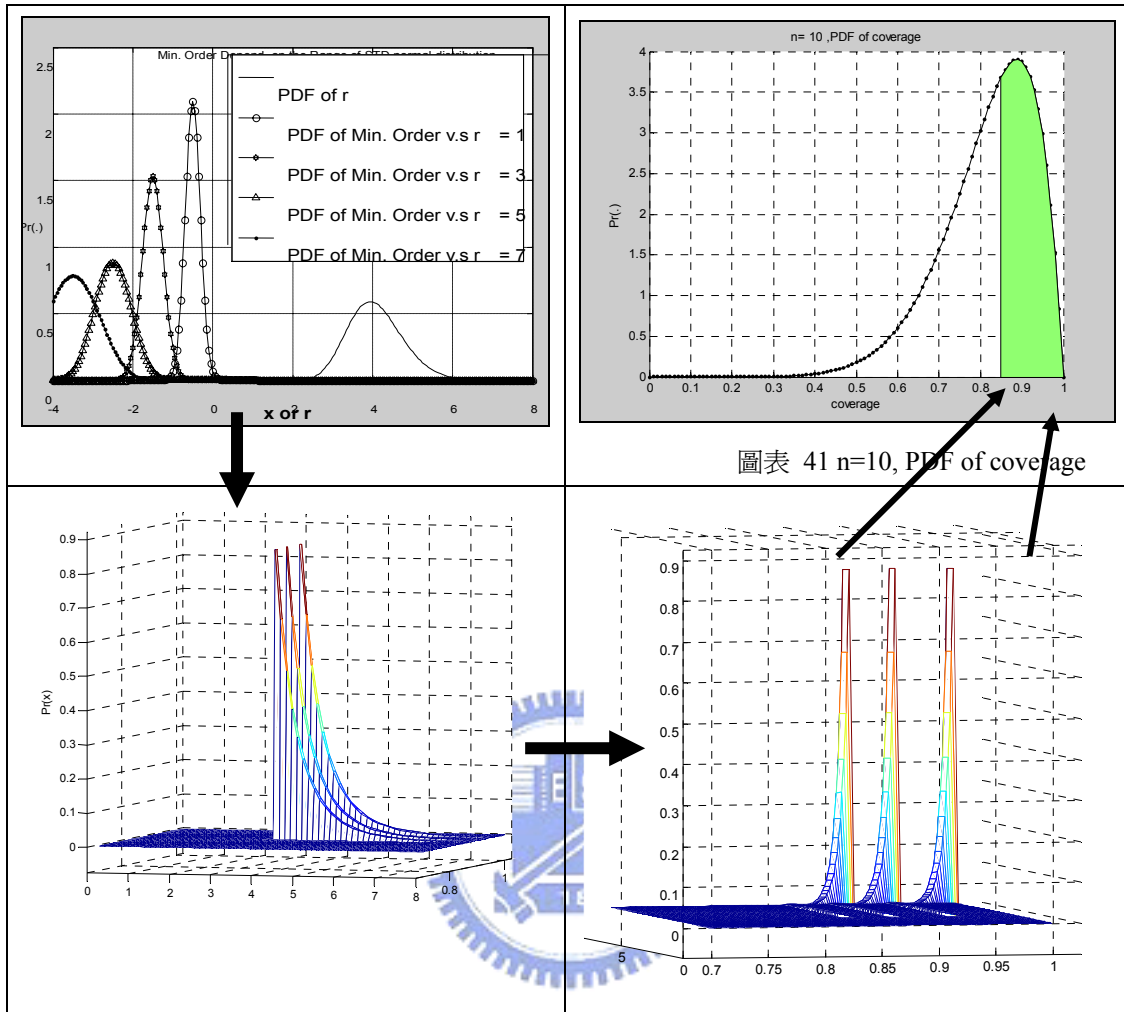 Min. Order Depend. on the Range of STD normal distribution
PDF of r
PDF of Min. Order v.s r = 1
PDF of Min. Order v.s r = 3
PDF of Min. Order v.s r = 5
PDF of Min. Order v.s r = 7
2.5
2
1.5
Pr(.)
1
0.5
0
-4 -2 0 2 4 6 8
x or r
n= 10 ,PDF of coverage
4
3.5
3
2.5
2
1.5
1
0.5
0
Pr(.)
0 0.1 0.2 0.3 0.4 0.5 0.6 0.7 0.8 0.9 1
coverage
圖表 41 n=10, PDF of coverage
0.9
0.8
0.7
0.6
0.5
0.4
0.3
0.2
0.1
0
Pr(x)
0 1 2 3 4 5 6 7 8 0.8 1
0.9
0.8
0.7
0.6
0.5
0.4
0.3
0.2
0.1
0
5
0 0.7 0.75 0.8 0.85 0.9 0.95 1